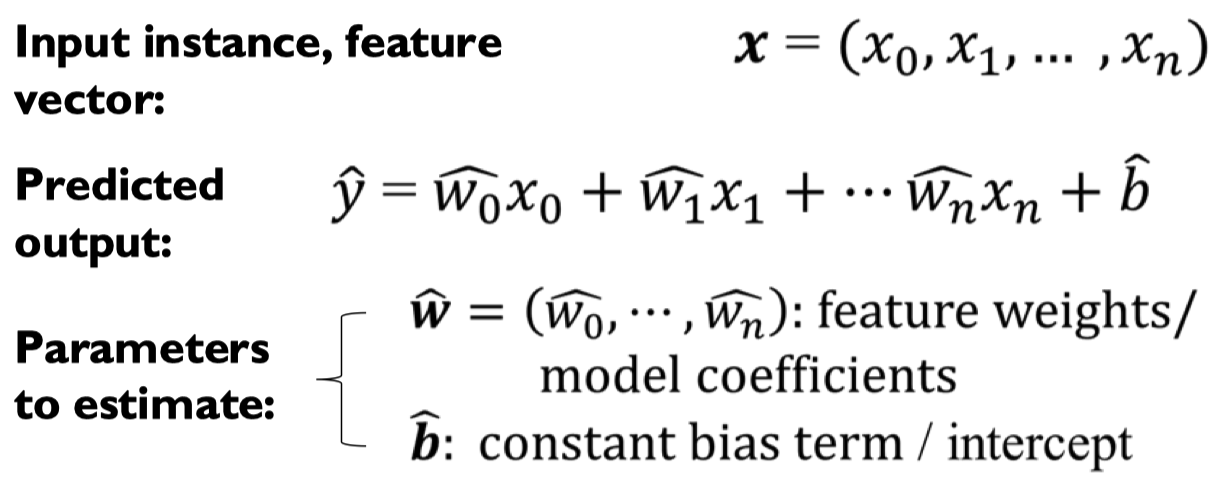 Input instance, feature vector: 𝒙 = (x₀, x₁, … , xₙ)
Predicted output: ŷ = ŵ₀x₀ + ŵ₁x₁ + ⋯ ŵₙxₙ + b̂
Parameters to estimate:
ŵ = (ŵ₀, ⋯ , ŵₙ): feature weights/
model coefficients
b̂: constant bias term / intercept